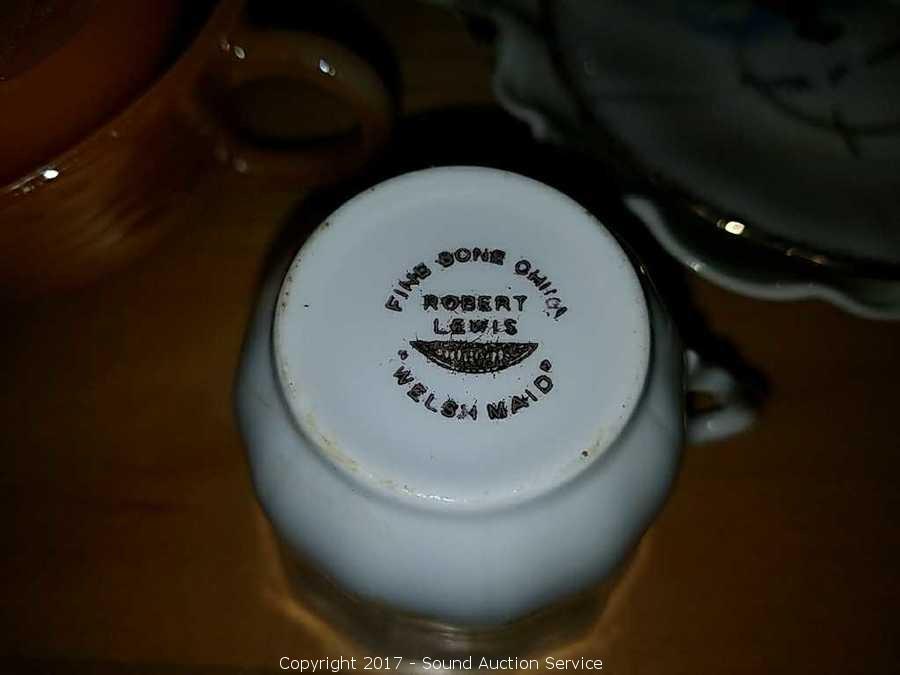 FINE BONE CHINA
ROBERT
LEWIS
"WELSH MAID"
Copyright 2017 - Sound Auction Service